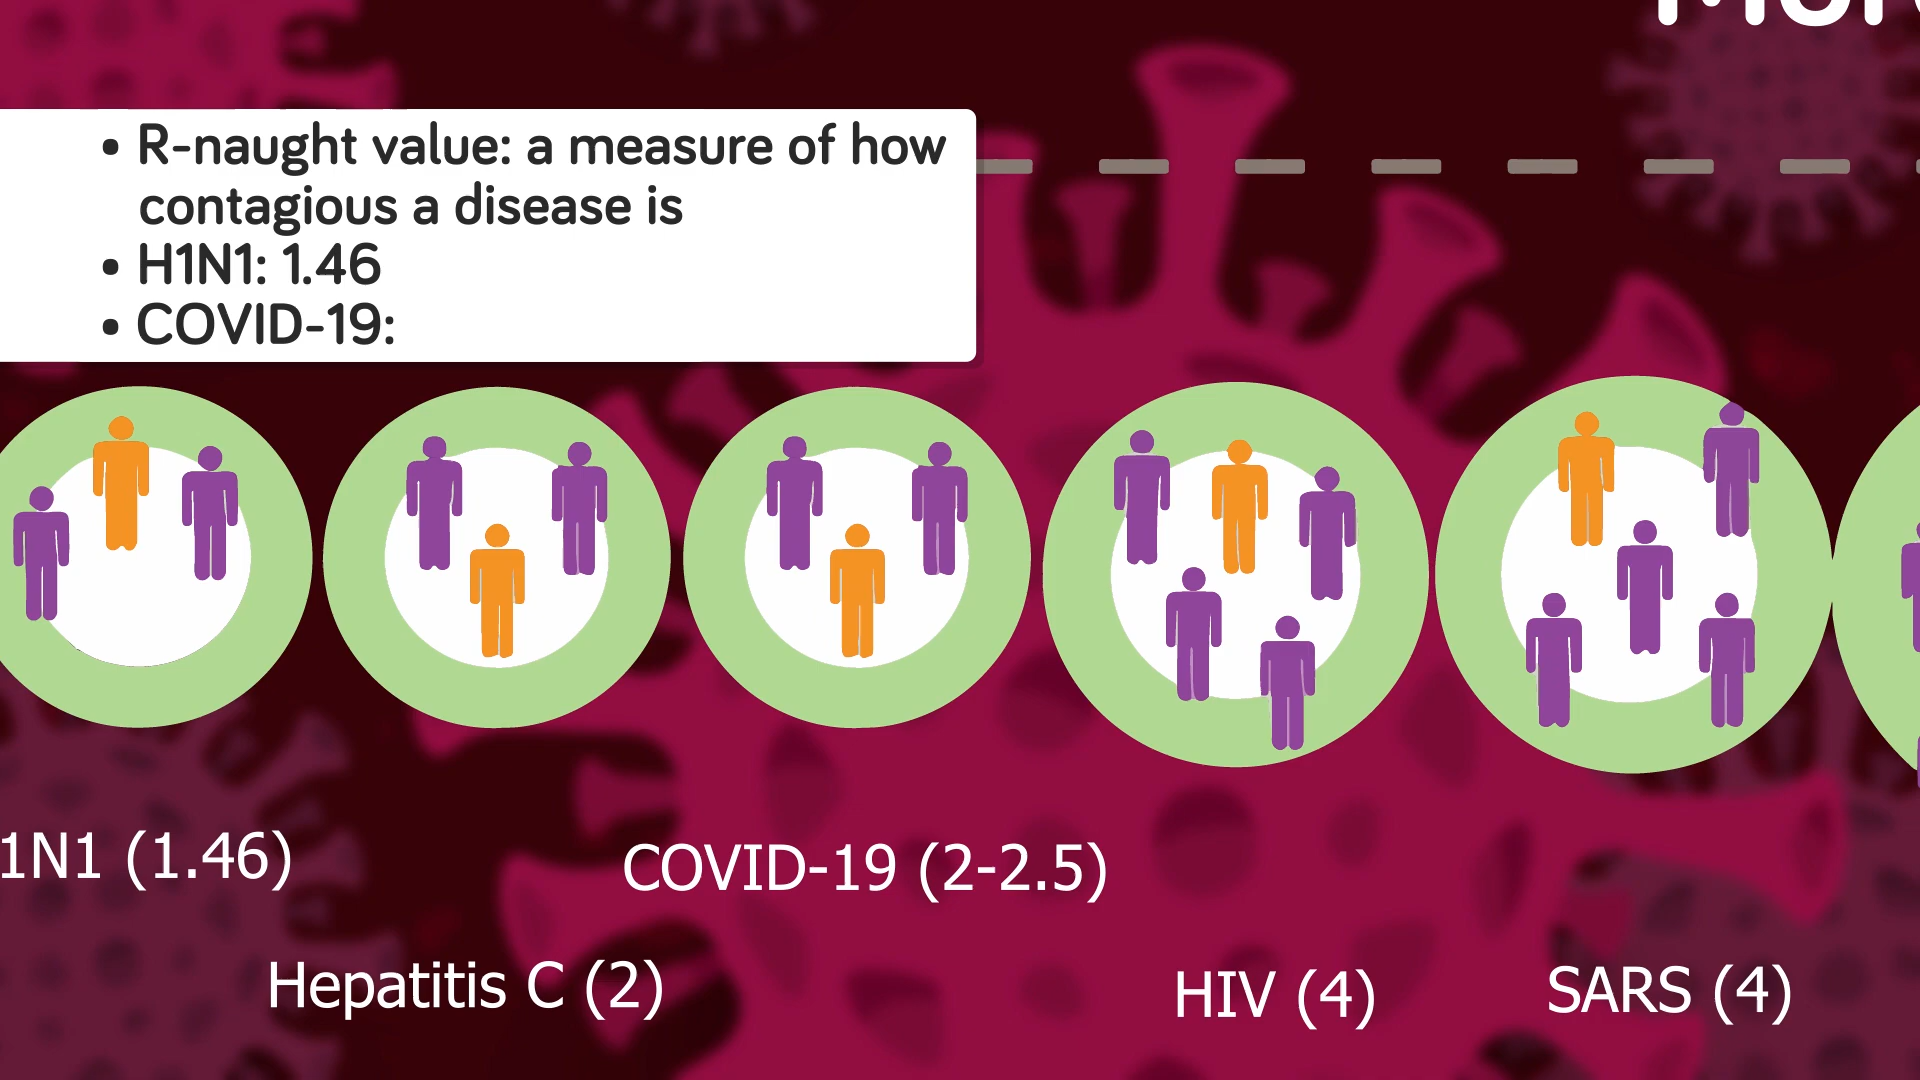 • R-naught value: a measure of how
contagious a disease is
• H1N1: 1.46
• COVID-19:
1N1 (1.46)
COVID-19 (2-2.5)
Hepatitis C (2)
HIV (4)
SARS (4)